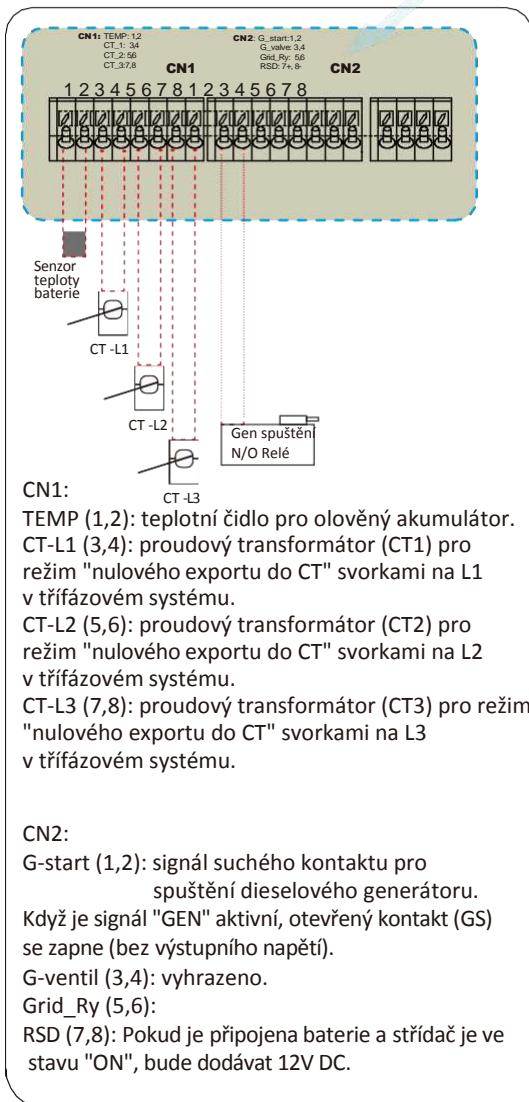 CN1: TEMP: 1,2
CT_1: 3,4
CT_2: 5,6
CT_3:7,8
CN1
CN2: G_start:1,2
G_valve: 3,4
Grid_Ry: 5,6
RSD: 7+, 8-
CN2
1 2 3 4 5 6 7 8 1 2 3 4 5 6 7 8
Senzor
teploty
baterie
CT -L1
CT -L2
CT -L3
Gen spuštění
N/O Relé
CN1:
TEMP (1,2): teplotní čidlo pro olověný akumulátor.
CT-L1 (3,4): proudový transformátor (CT1) pro
režim "nulového exportu do CT" svorkami na L1
v třífázovém systému.
CT-L2 (5,6): proudový transformátor (CT2) pro
režim "nulového exportu do CT" svorkami na L2
v třífázovém systému.
CT-L3 (7,8): proudový transformátor (CT3) pro režim
"nulového exportu do CT" svorkami na L3
v třífázovém systému.
CN2:
G-start (1,2): signál suchého kontaktu pro
spuštění dieselového generátoru.
Když je signál "GEN" aktivní, otevřený kontakt (GS)
se zapne (bez výstupního napětí).
G-ventil (3,4): vyhrazeno.
Grid_Ry (5,6):
RSD (7,8): Pokud je připojena baterie a střídač je ve
stavu "ON", bude dodávat 12V DC.